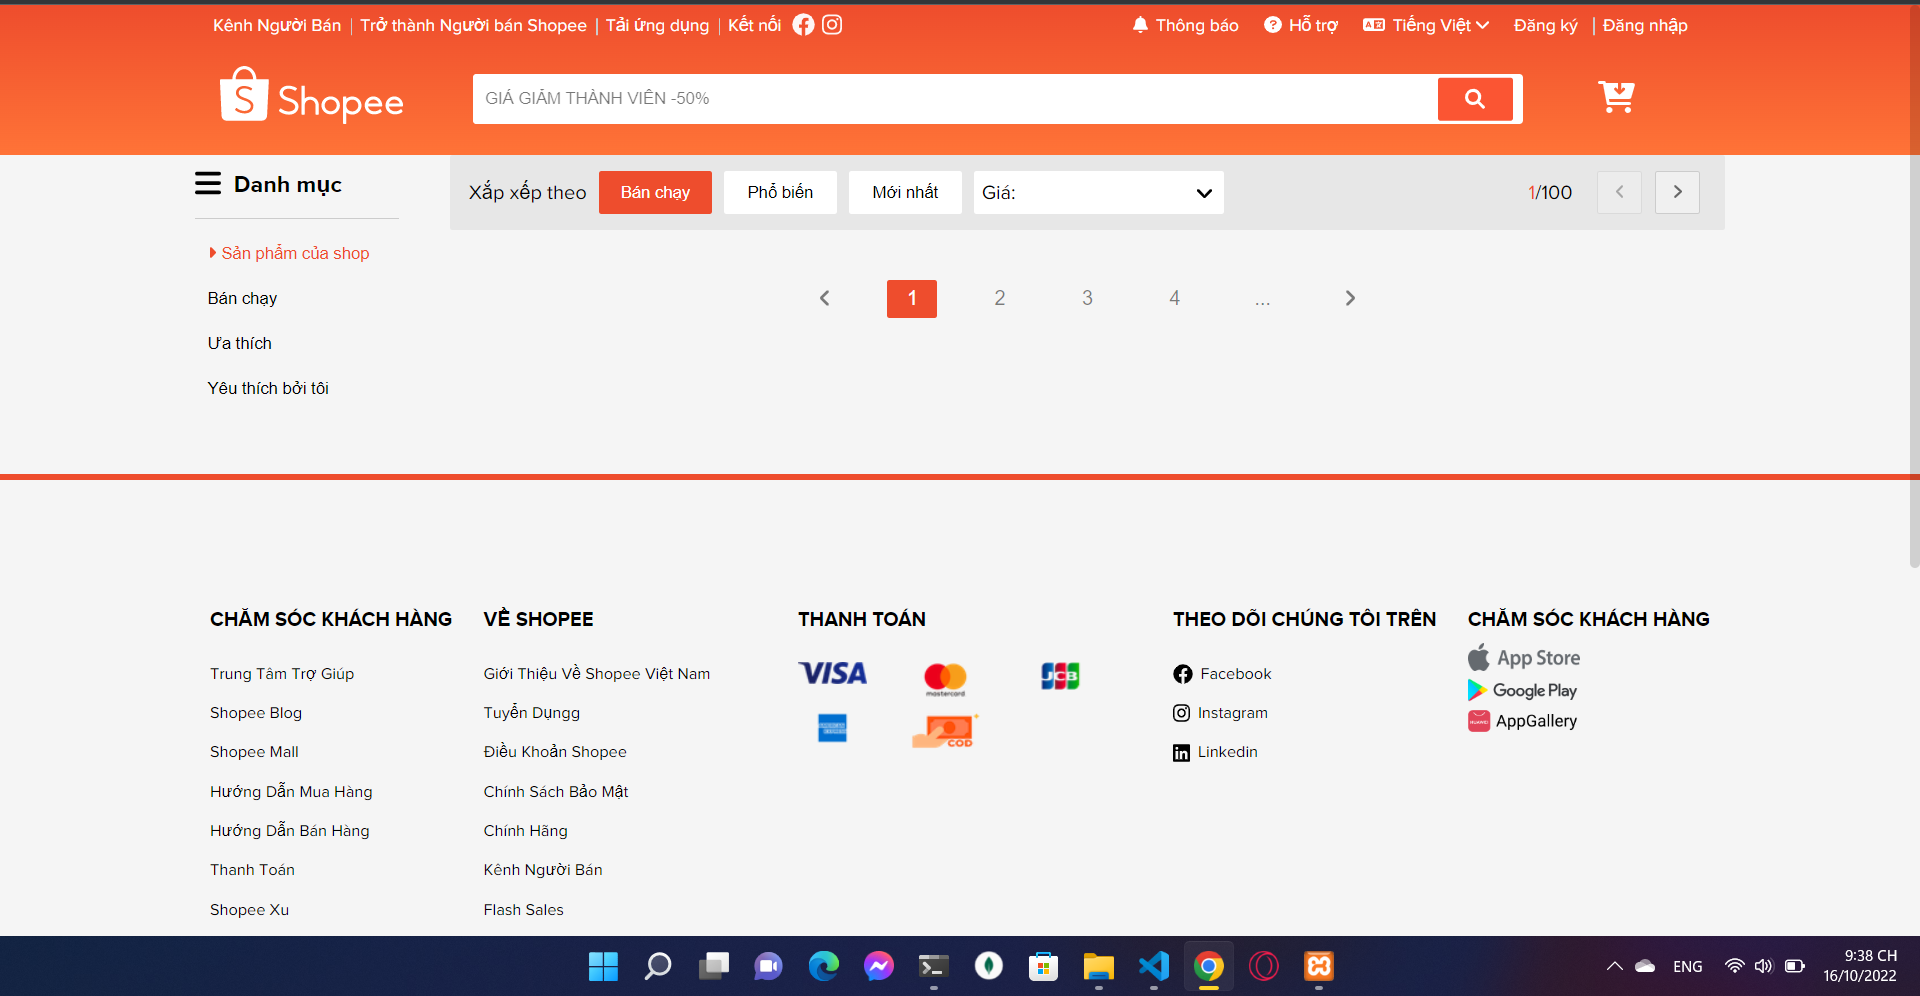 Kênh Người Bán | Trở thành Người bán Shopee | Tải ứng dụng | Kết nối
Thông báo Hỗ trợ Tiếng Việt Đăng ký | Đăng nhập
Shopee
GIÁ GIẢM THÀNH VIÊN -50%
Danh mục
Sản phẩm của shop
Bán chạy
Ưa thích
Yêu thích bởi tôi
Xắp xếp theo Bán chạy Phổ biến Mới nhất Giá: 1/100
1 2 3 4 ...
CHĂM SÓC KHÁCH HÀNG
Trung Tâm Trợ Giúp
Shopee Blog
Shopee Mall
Hướng Dẫn Mua Hàng
Hướng Dẫn Bán Hàng
Thanh Toán
Shopee Xu
VỀ SHOPEE
Giới Thiệu Về Shopee Việt Nam
Tuyển Dụngg
Điều Khoản Shopee
Chính Sách Bảo Mật
Chính Hãng
Kênh Người Bán
Flash Sales
THANH TOÁN
VISA
mastercard
JCB
AMERICAN EXPRESS
COD
THEO DÕI CHÚNG TÔI TRÊN
Facebook
Instagram
Linkedin
CHĂM SÓC KHÁCH HÀNG
App Store
Google Play
HUAWEI AppGallery
ENG
9:38 CH
16/10/2022